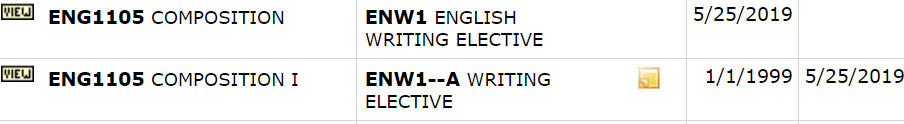 VIEW ENG1105 COMPOSITION ENW1 ENGLISH 5/25/2019
WRITING ELECTIVE
VIEW ENG1105 COMPOSITION I ENW1--A WRITING 1/1/1999 5/25/2019
ELECTIVE